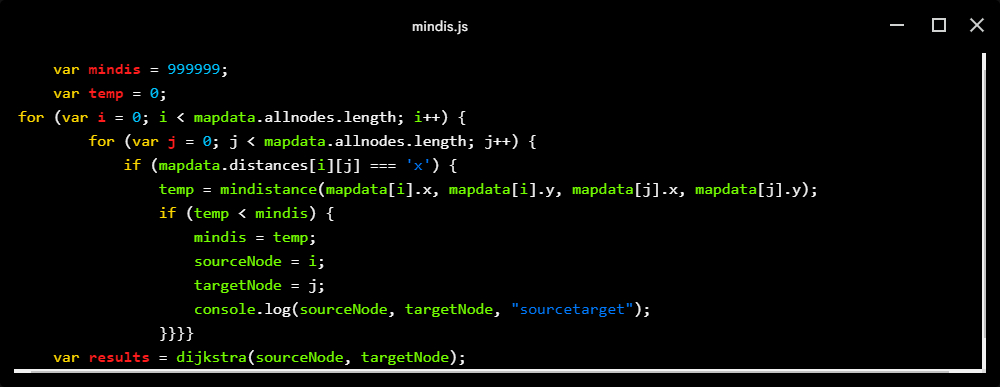 mindis.js
    var mindis = 999999;
    var temp = 0;
for (var i = 0; i < mapdata.allnodes.length; i++) {
        for (var j = 0; j < mapdata.allnodes.length; j++) {
            if (mapdata.distances[i][j] === 'x') {
                temp = mindistance(mapdata[i].x, mapdata[i].y, mapdata[j].x, mapdata[j].y);
                if (temp < mindis) {
                    mindis = temp;
                    sourceNode = i;
                    targetNode = j;
                    console.log(sourceNode, targetNode, "sourcetarget");
                }}}}
    var results = dijkstra(sourceNode, targetNode);